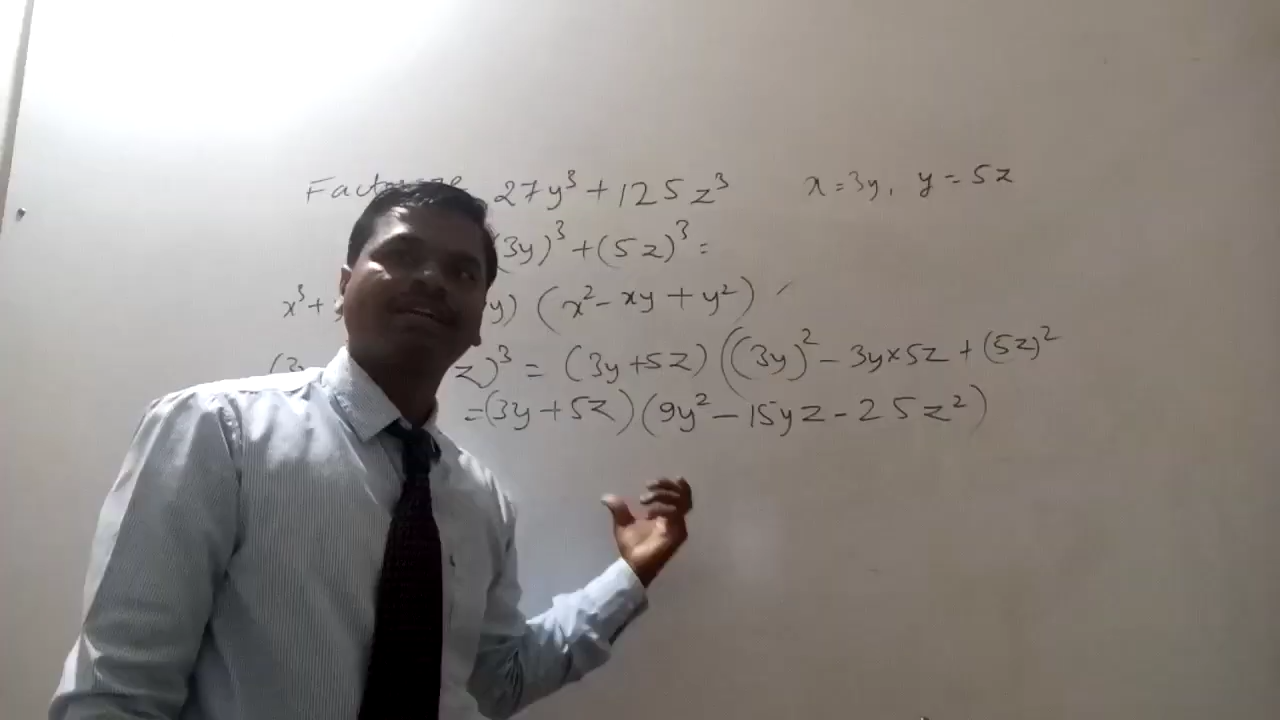 27y³ + 125z³ x = 3y, y = 5z
(3y)³ + (5z)³ =
x³ + y) (x² - xy + y²)
z)³ = (3y + 5z) ((3y)² - 3y × 5z + (5z)²
= (3y + 5z) (9y² - 15yz - 25z²)